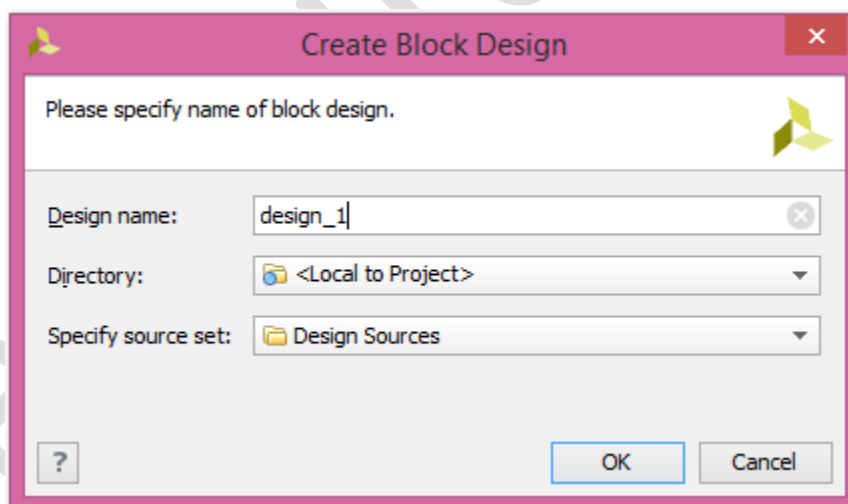 Create Block Design
Please specify name of block design.
Design name: design_1
Directory: <Local to Project>
Specify source set: Design Sources
? OK Cancel